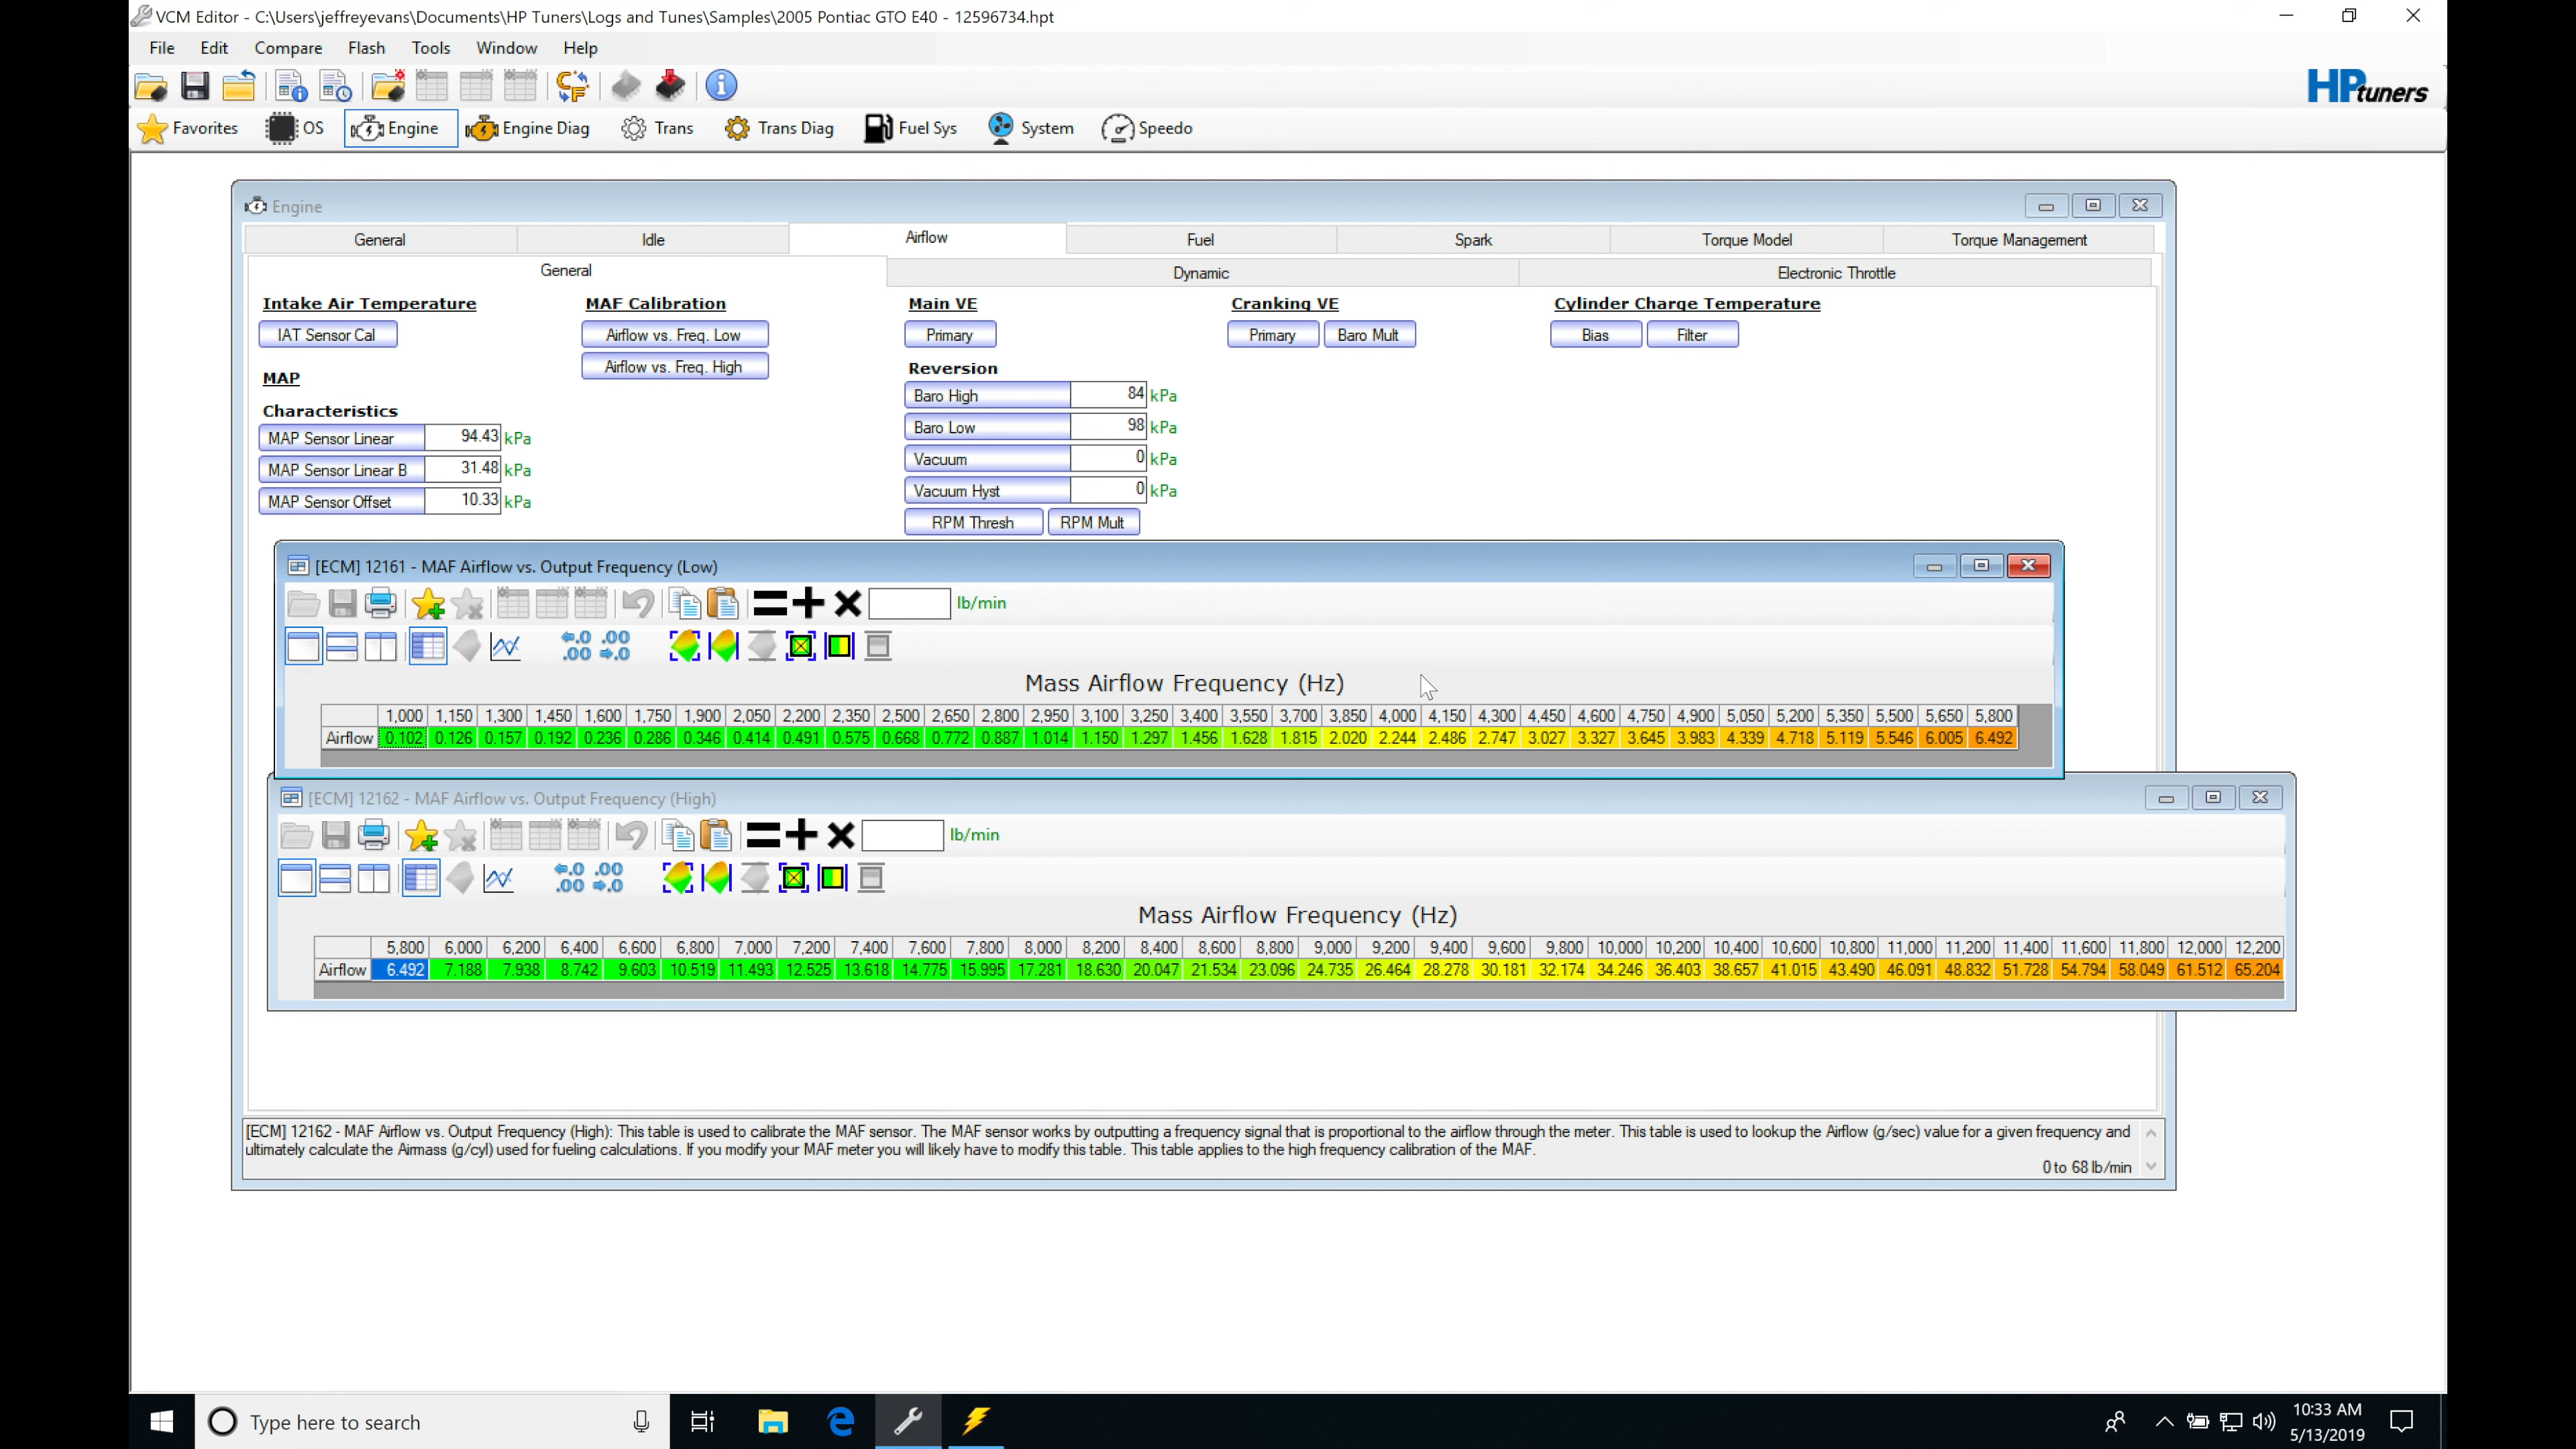 VCM Editor - C:\Users\jeffreyevans\Documents\HP Tuners\Logs and Tunes\Samples\2005 Pontiac GTO E40 - 12596734.hpt
File Edit Compare Flash Tools Window Help
HPtuners
Favorites OS Engine Engine Diag Trans Trans Diag Fuel Sys System Speedo
Engine
General Idle Airflow Fuel Spark Torque Model Torque Management
General Dynamic Electronic Throttle
Intake Air Temperature MAF Calibration Main VE Cranking VE Cylinder Charge Temperature
IAT Sensor Cal Airflow vs. Freq. Low Primary Primary Baro Mult Bias Filter
Airflow vs. Freq. High Reversion
MAP Baro High 84 kPa
Characteristics Baro Low 98 kPa
MAP Sensor Linear 94.43 kPa Vacuum 0 kPa
MAP Sensor Linear B 31.48 kPa Vacuum Hyst 0 kPa
MAP Sensor Offset 10.33 kPa RPM Thresh RPM Mult
[ECM] 12161 - MAF Airflow vs. Output Frequency (Low)
lb/min
Mass Airflow Frequency (Hz)
1,000 1,150 1,300 1,450 1,600 1,750 1,900 2,050 2,200 2,350 2,500 2,650 2,800 2,950 3,100 3,250 3,400 3,550 3,700 3,850 4,000 4,150 4,300 4,450 4,600 4,750 4,900 5,050 5,200 5,350 5,500 5,650 5,800
Airflow 0.102 0.126 0.157 0.192 0.236 0.286 0.346 0.414 0.491 0.575 0.668 0.772 0.887 1.014 1.150 1.297 1.456 1.628 1.815 2.020 2.244 2.486 2.747 3.027 3.327 3.645 3.983 4.339 4.718 5.119 5.546 6.005 6.492
[ECM] 12162 - MAF Airflow vs. Output Frequency (High)
lb/min
Mass Airflow Frequency (Hz)
5,800 6,000 6,200 6,400 6,600 6,800 7,000 7,200 7,400 7,600 7,800 8,000 8,200 8,400 8,600 8,800 9,000 9,200 9,400 9,600 9,800 10,000 10,200 10,400 10,600 10,800 11,000 11,200 11,400 11,600 11,800 12,000 12,200
Airflow 6.492 7.188 7.938 8.742 9.603 10.519 11.493 12.525 13.618 14.775 15.995 17.281 18.630 20.047 21.534 23.096 24.735 26.464 28.278 30.181 32.174 34.246 36.403 38.657 41.015 43.490 46.091 48.832 51.728 54.794 58.049 61.512 65.204
[ECM] 12162 - MAF Airflow vs. Output Frequency (High): This table is used to calibrate the MAF sensor. The MAF sensor works by outputting a frequency signal that is proportional to the airflow through the meter. This table is used to lookup the Airflow (g/sec) value for a given frequency and
ultimately calculate the Airmass (g/cyl) used for fueling calculations. If you modify your MAF meter you will likely have to modify this table. This table applies to the high frequency calibration of the MAF.
0 to 68 lb/min
Type here to search
10:33 AM
5/13/2019